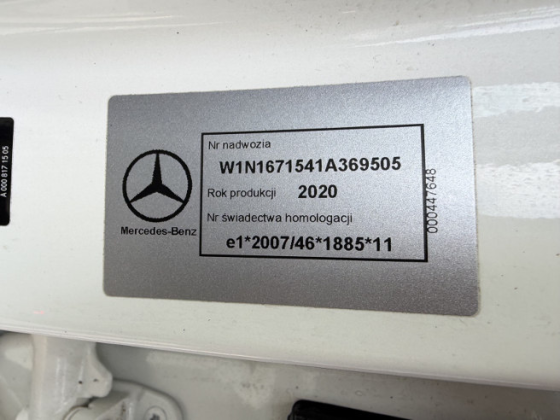 A 000 817 15 05
Mercedes-Benz
Nr nadwozia
W1N1671541A369505
Rok produkcji 2020
Nr świadectwa homologacji
e1*2007/46*1885*11
000447648